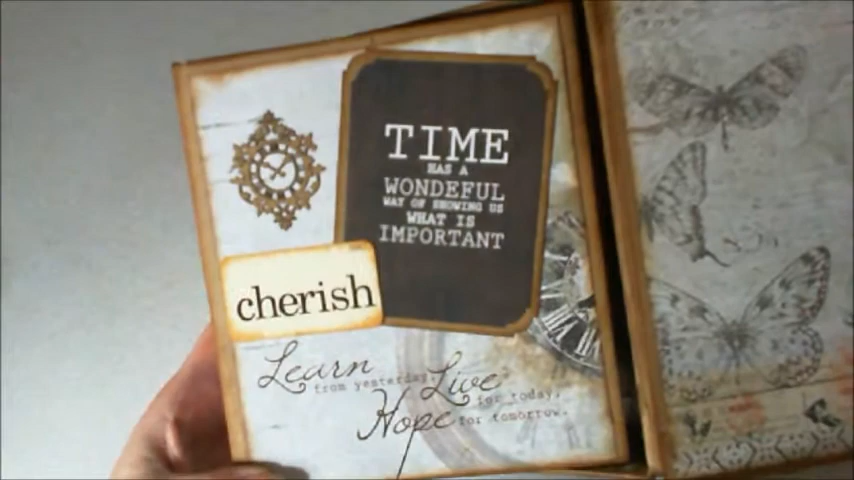 TIME
HAS A
WONDEFUL
WAY OF SHOWING US
WHAT IS
IMPORTANT
cherish
Learn
from yesterday, Live
for today,
Hope for tomorrow.